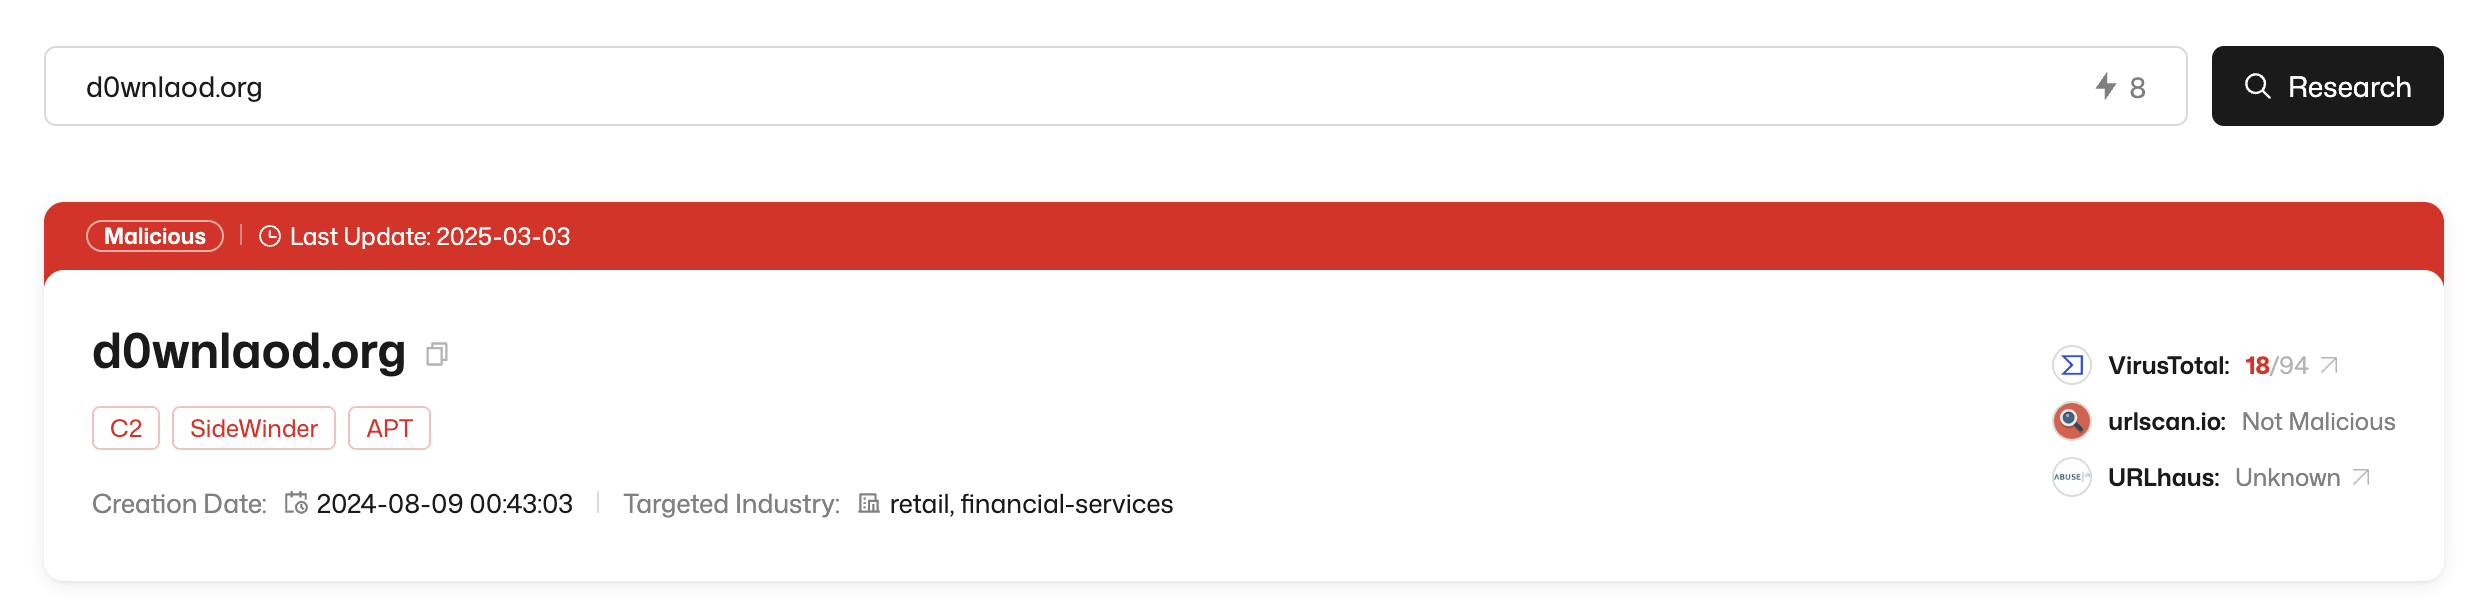 d0wnlaod.org 8 Research
Malicious Last Update: 2025-03-03
d0wnlaod.org
C2 SideWinder APT
Creation Date: 2024-08-09 00:43:03 Targeted Industry: retail, financial-services
VirusTotal: 18/94
urlscan.io: Not Malicious
ABUSE
URLhaus: Unknown